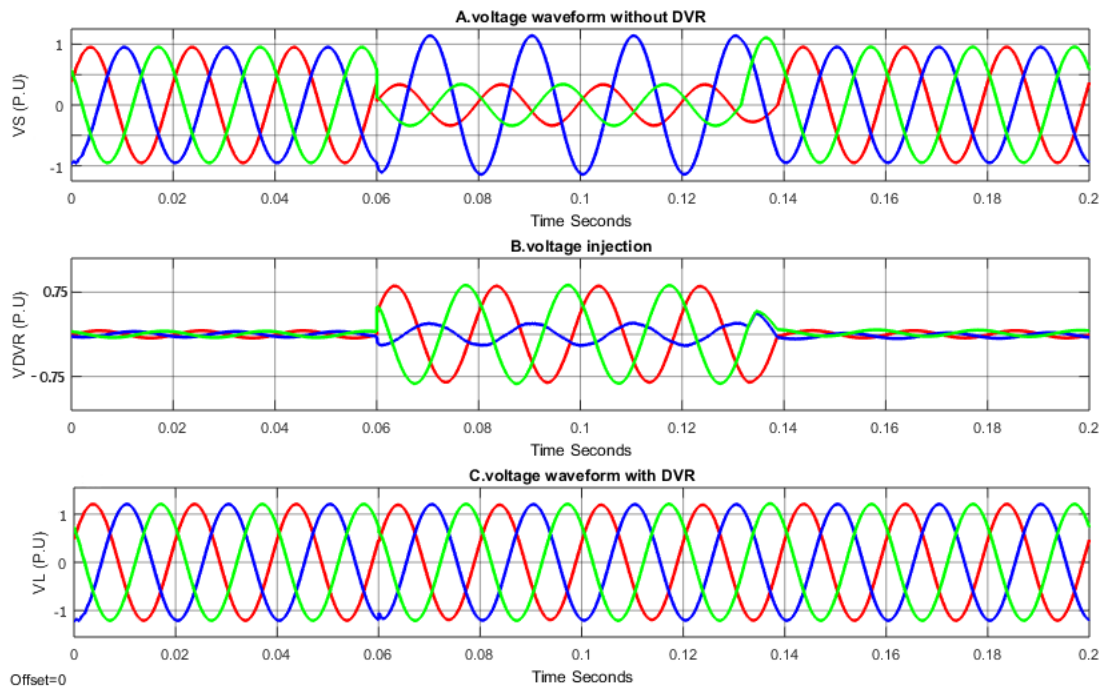 A.voltage waveform without DVR
VS (P.U)
1
0
-1
0 0.02 0.04 0.06 0.08 0.1 0.12 0.14 0.16 0.18 0.2
Time Seconds
B.voltage injection
VDVR (P.U)
0.75
-0.75
0 0.02 0.04 0.06 0.08 0.1 0.12 0.14 0.16 0.18 0.2
Time Seconds
C.voltage waveform with DVR
VL (P.U)
1
0
-1
0 0.02 0.04 0.06 0.08 0.1 0.12 0.14 0.16 0.18 0.2
Time Seconds
Offset=0